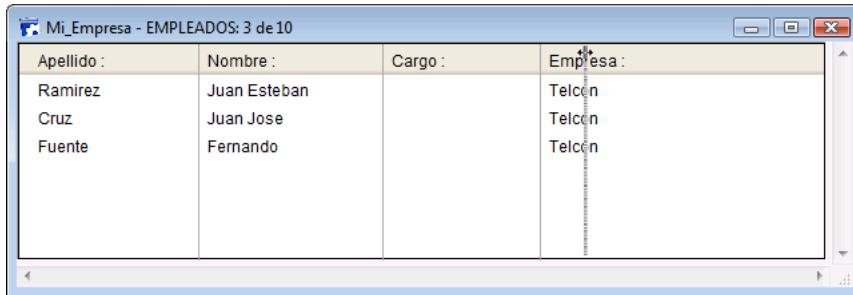 Mi_Empresa - EMPLEADOS: 3 de 10
Apellido : Nombre : Cargo : Empresa :
Ramirez Juan Esteban Telcon
Cruz Juan Jose Telcon
Fuente Fernando Telcon